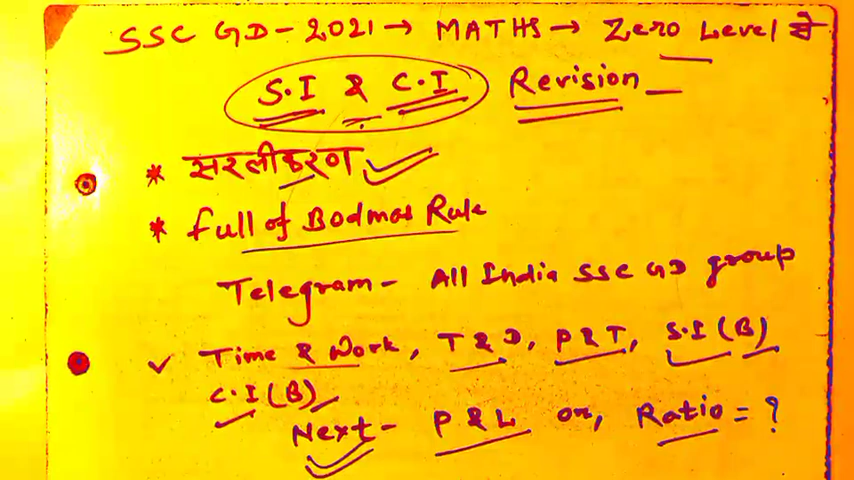 SSC GD-2021→ MATHS→ Zero Level से
S.I & C.I Revision
* सरलीकरण
* full of Bodmas Rule
Telegram- All India SSC GD group
Time & Work, T & D, P & T, S.I (B)
C.I (B)
Next- P & L or, Ratio = ?